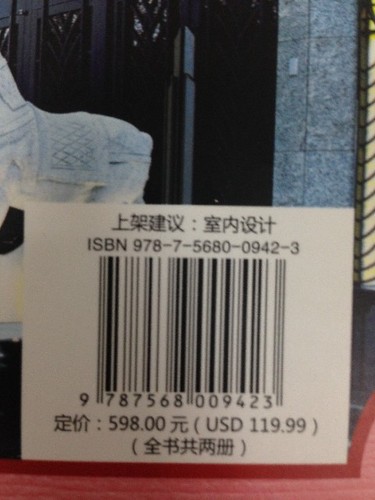 上架建议：室内设计
ISBN 978-7-5680-0942-3
9 787568 009423
定价：598.00 元（USD 119.99）
（全书共两册）